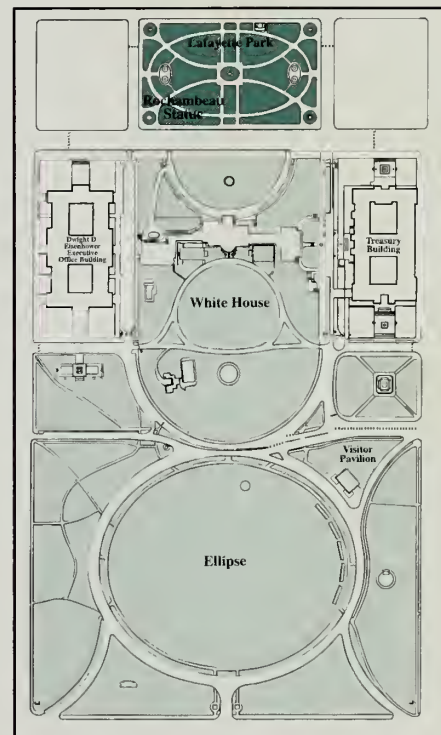 Lafayette Park
Rochambeau
Statue
Dwight D
Eisenhower
Executive
Office Building
Treasury
Building
White House
Visitor
Pavilion
Ellipse